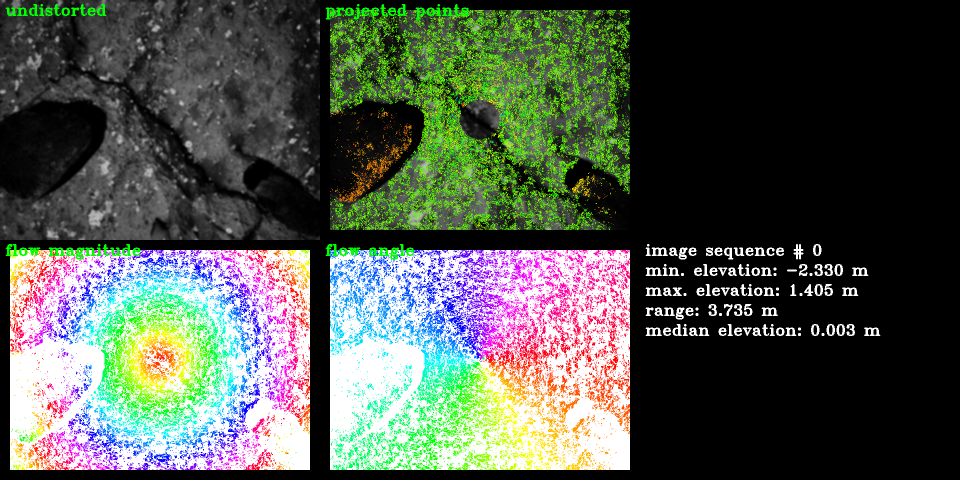 undistorted
projected points
flow magnitude
flow angle
image sequence # 0
min. elevation: −2.330 m
max. elevation: 1.405 m
range: 3.735 m
median elevation: 0.003 m